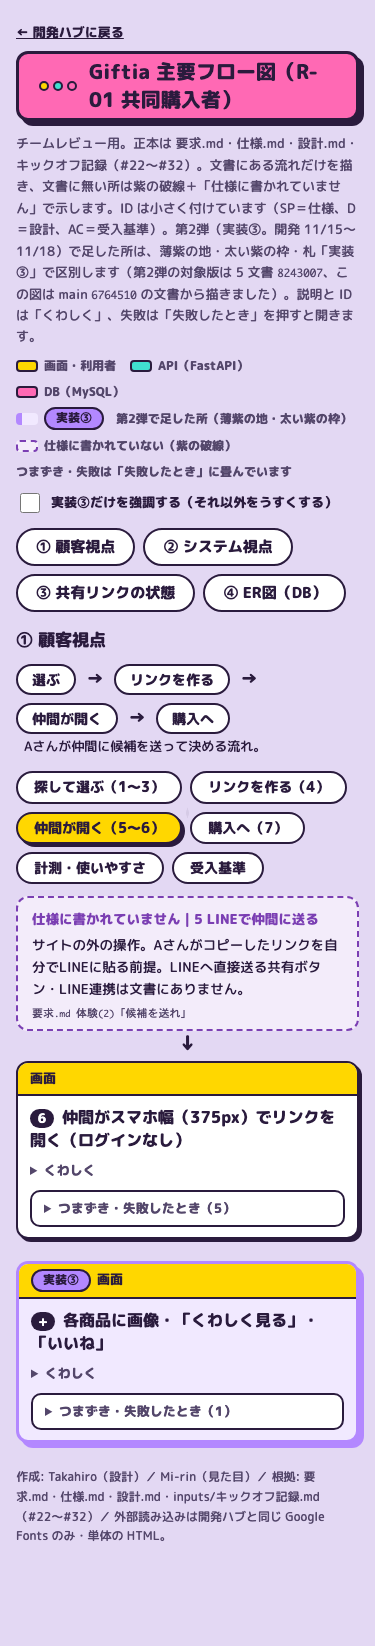 ← 開発ハブに戻る
Giftia 主要フロー図（R-
01 共同購入者）
チームレビュー用。正本は 要求.md・仕様.md・設計.md・
キックオフ記録（#22〜#32）。文書にある流れだけを描
き、文書に無い所は紫の破線＋「仕様に書かれていませ
ん」で示します。ID は小さく付けています（SP＝仕様、D
＝設計、AC＝受入基準）。第2弾（実装③。開発 11/15〜
11/18）で足した所は、薄紫の地・太い紫の枠・札「実装
③」で区別します（第2弾の対象版は 5 文書 8243007、こ
の図は main 6764510 の文書から描きました）。説明と ID
は「くわしく」、失敗は「失敗したとき」を押すと開きま
す。
画面・利用者 API（FastAPI）
DB（MySQL）
実装③ 第2弾で足した所（薄紫の地・太い紫の枠）
仕様に書かれていない（紫の破線）
つまずき・失敗は「失敗したとき」に畳んでいます
実装③だけを強調する（それ以外をうすくする）
① 顧客視点 ② システム視点
③ 共有リンクの状態 ④ ER図（DB）
① 顧客視点
選ぶ → リンクを作る →
仲間が開く → 購入へ
Aさんが仲間に候補を送って決める流れ。
探して選ぶ（1〜3） リンクを作る（4）
仲間が開く（5〜6） 購入へ（7）
計測・使いやすさ 受入基準
仕様に書かれていません｜5 LINEで仲間に送る
サイトの外の操作。Aさんがコピーしたリンクを自
分でLINEに貼る前提。LINEへ直接送る共有ボタ
ン・LINE連携は文書にありません。
要求.md 体験(2)「候補を送れ」
↓
画面
6 仲間がスマホ幅（375px）でリンクを
開く（ログインなし）
▶ くわしく
▶ つまずき・失敗したとき（5）
実装③ 画面
+ 各商品に画像・「くわしく見る」・
「いいね」
▶ くわしく
▶ つまずき・失敗したとき（1）
作成: Takahiro（設計）／ Mi-rin（見た目）／ 根拠: 要
求.md・仕様.md・設計.md・inputs/キックオフ記録.md
（#22〜#32）／ 外部読み込みは開発ハブと同じ Google
Fonts のみ・単体の HTML。